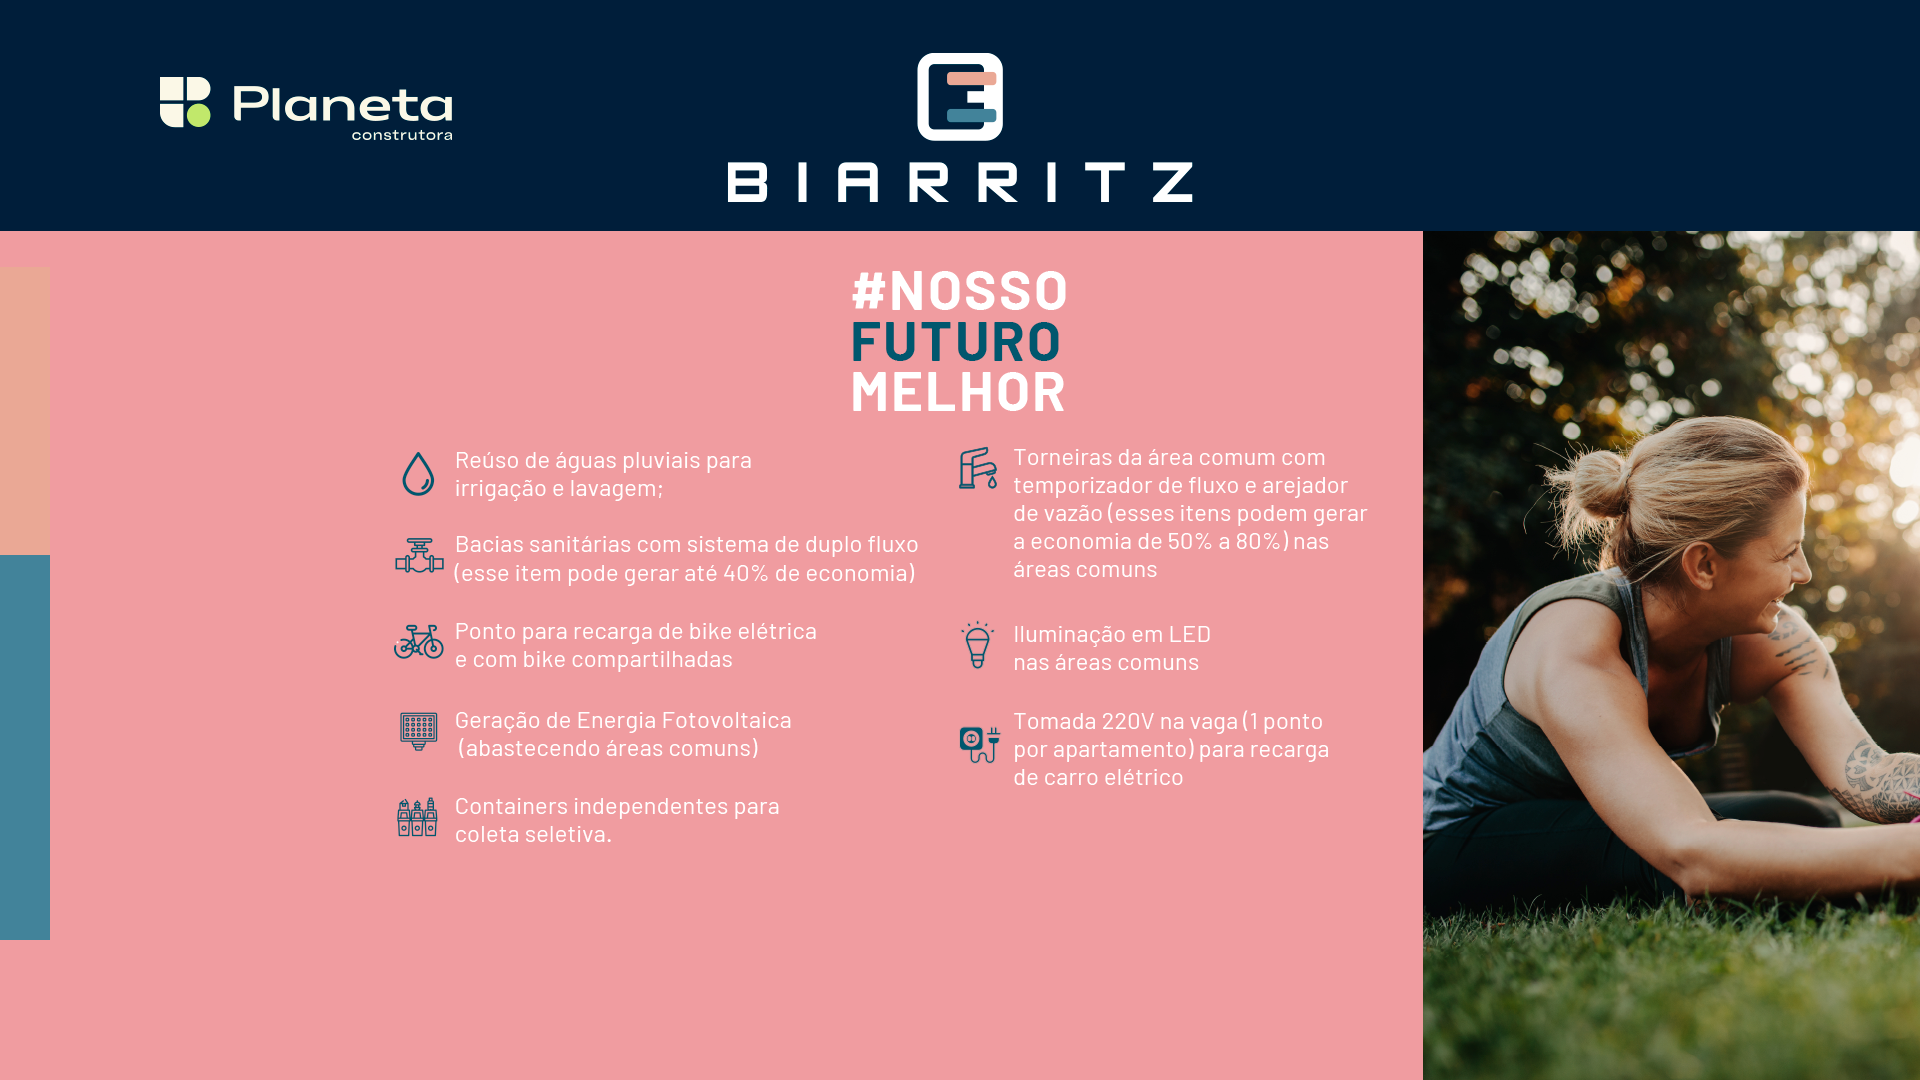 Planeta
construtora
BIARRITZ
#NOSSO
FUTURO
MELHOR
Reúso de águas pluviais para
irrigação e lavagem;
Bacias sanitárias com sistema de duplo fluxo
(esse item pode gerar até 40% de economia)
Ponto para recarga de bike elétrica
e com bike compartilhadas
Geração de Energia Fotovoltaica
(abastecendo áreas comuns)
Containers independentes para
coleta seletiva.
Torneiras da área comum com
temporizador de fluxo e arejador
de vazão (esses itens podem gerar
a economia de 50% a 80%) nas
áreas comuns
Iluminação em LED
nas áreas comuns
Tomada 220V na vaga (1 ponto
por apartamento) para recarga
de carro elétrico